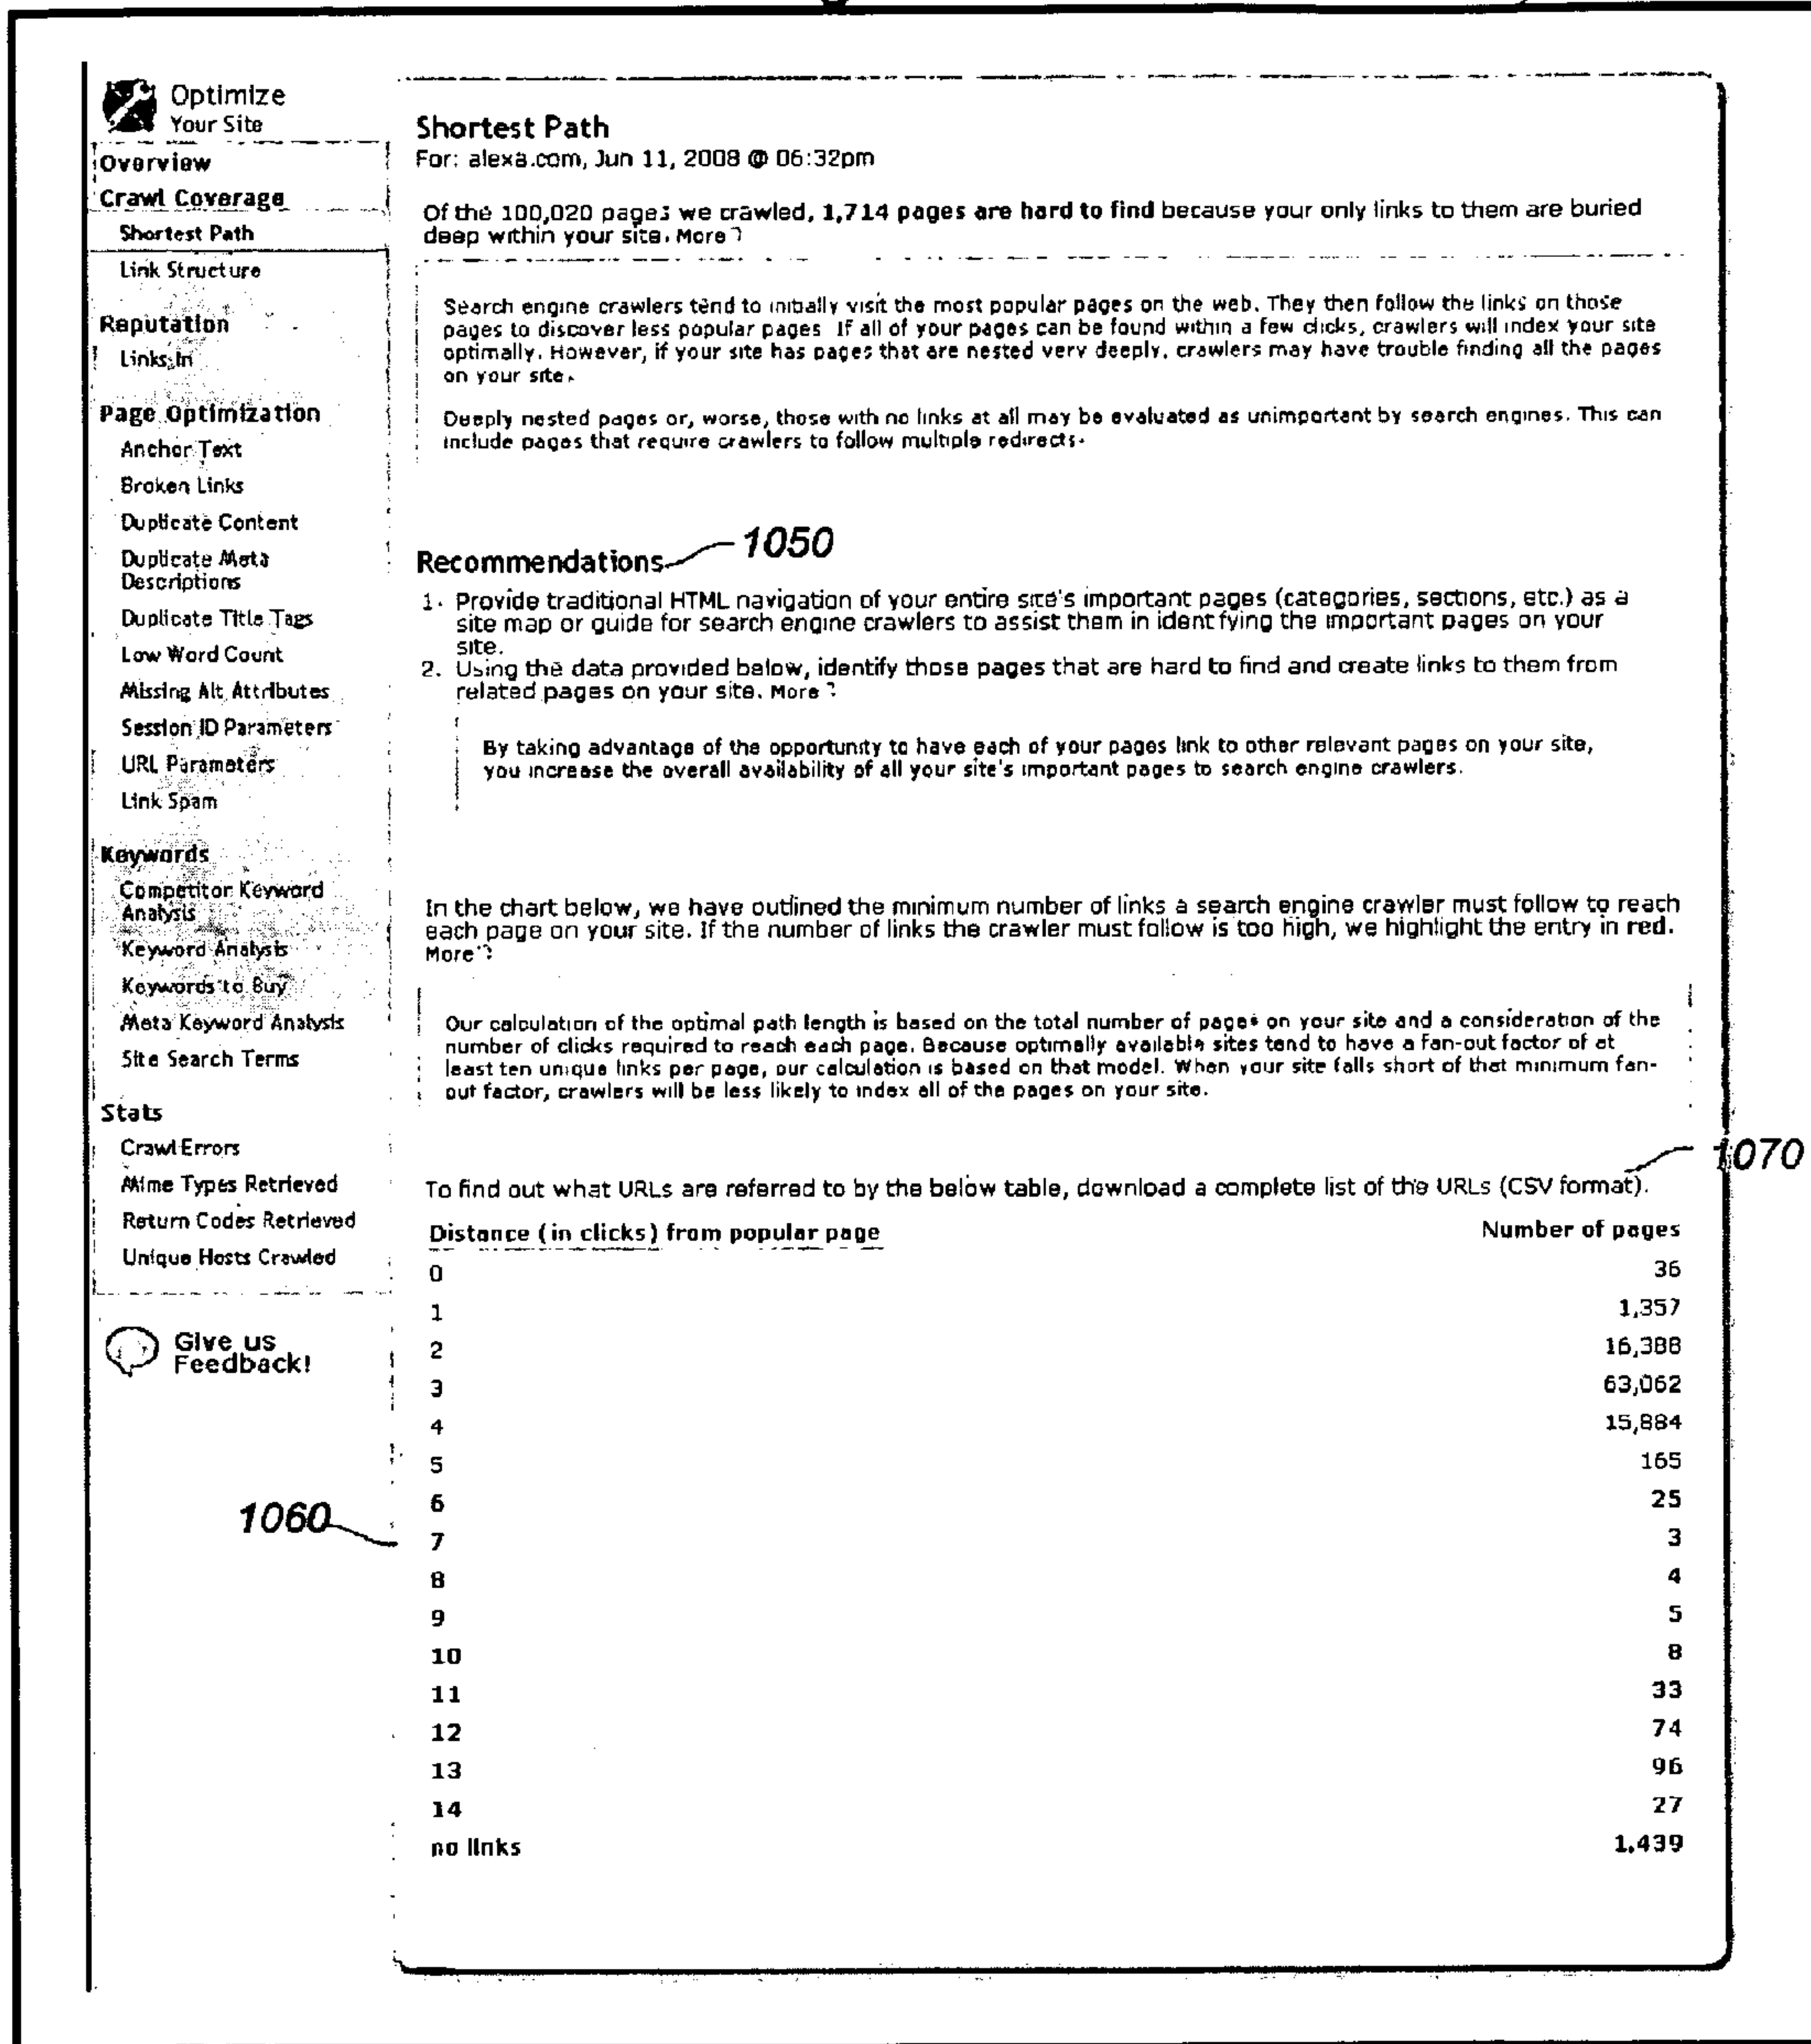 Optimize
Your Site
Overview
Crawl Coverage
Shortest Path
Link Structure
Reputation
Links In
Page Optimization
Anchor Text
Broken Links
Duplicate Content
Duplicate Meta
Descriptions
Duplicate Title Tags
Low Word Count
Missing Alt Attributes
Session ID Parameters
URL Parameters
Link Spam
Keywords
Competitor Keyword
Analysis
Keyword Analysis
Keywords to Buy
Meta Keyword Analysis
Site Search Terms
Stats
Crawl Errors
Mime Types Retrieved
Return Codes Retrieved
Unique Hosts Crawled
Give us
Feedback!
Shortest Path
For: alexa.com, Jun 11, 2008 @ 06:32pm
Of the 100,020 pages we crawled, 1,714 pages are hard to find because your only links to them are buried
deep within your site. More ?
Search engine crawlers tend to initially visit the most popular pages on the web. They then follow the links on those
pages to discover less popular pages If all of your pages can be found within a few clicks, crawlers will index your site
optimally. However, if your site has pages that are nested very deeply, crawlers may have trouble finding all the pages
on your site.
Deeply nested pages or, worse, those with no links at all may be evaluated as unimportant by search engines. This can
include pages that require crawlers to follow multiple redirects.
Recommendations 1050
1. Provide traditional HTML navigation of your entire site's important pages (categories, sections, etc.) as a
site map or guide for search engine crawlers to assist them in identifying the important pages on your
site.
2. Using the data provided below, identify those pages that are hard to find and create links to them from
related pages on your site. More ?
By taking advantage of the opportunity to have each of your pages link to other relevant pages on your site,
you increase the overall availability of all your site's important pages to search engine crawlers.
In the chart below, we have outlined the minimum number of links a search engine crawler must follow to reach
each page on your site. If the number of links the crawler must follow is too high, we highlight the entry in red.
More ?
Our calculation of the optimal path length is based on the total number of pages on your site and a consideration of the
number of clicks required to reach each page. Because optimally available sites tend to have a fan-out factor of at
least ten unique links per page, our calculation is based on that model. When your site falls short of that minimum fan-
out factor, crawlers will be less likely to index all of the pages on your site.
1070
To find out what URLs are referred to by the below table, download a complete list of the URLs (CSV format).
Distance (in clicks) from popular page Number of pages
0 36
1 1,357
2 16,388
3 63,062
4 15,884
5 165
6 25
1060
7 3
8 4
9 5
10 8
11 33
12 74
13 96
14 27
no links 1,439